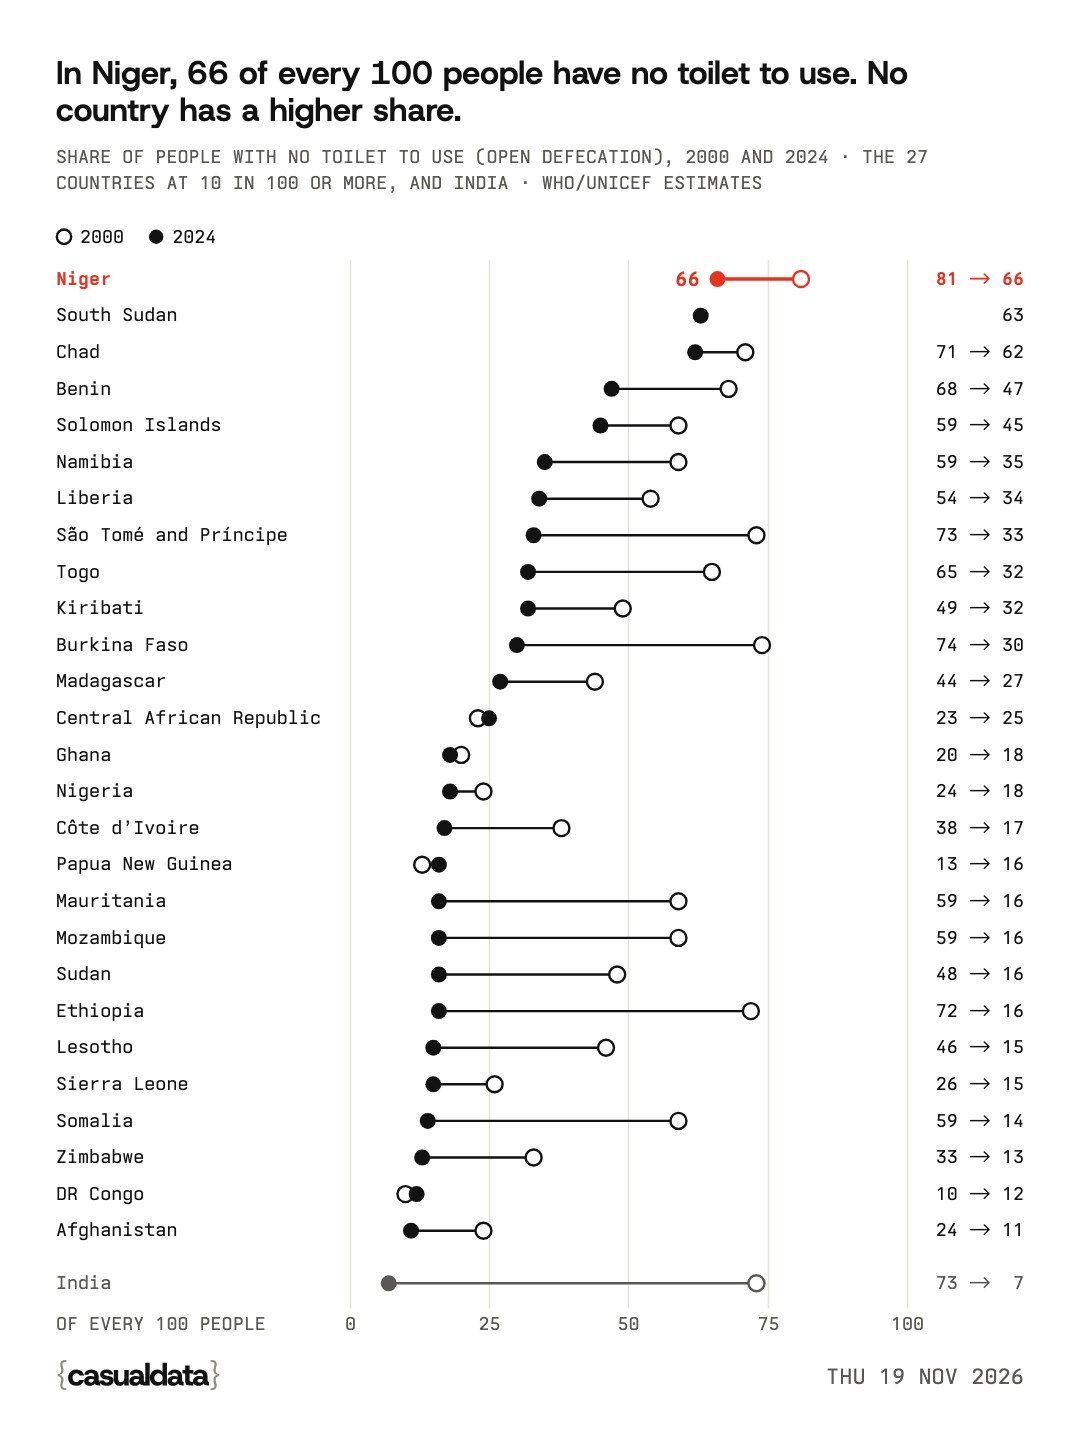 In Niger, 66 of every 100 people have no toilet to use. No
country has a higher share.
SHARE OF PEOPLE WITH NO TOILET TO USE (OPEN DEFECATION), 2000 AND 2024 · THE 27
COUNTRIES AT 10 IN 100 OR MORE, AND INDIA · WHO/UNICEF ESTIMATES
2000 2024
Niger 66 81 → 66
South Sudan 63
Chad 71 → 62
Benin 68 → 47
Solomon Islands 59 → 45
Namibia 59 → 35
Liberia 54 → 34
São Tomé and Príncipe 73 → 33
Togo 65 → 32
Kiribati 49 → 32
Burkina Faso 74 → 30
Madagascar 44 → 27
Central African Republic 23 → 25
Ghana 20 → 18
Nigeria 24 → 18
Côte d’Ivoire 38 → 17
Papua New Guinea 13 → 16
Mauritania 59 → 16
Mozambique 59 → 16
Sudan 48 → 16
Ethiopia 72 → 16
Lesotho 46 → 15
Sierra Leone 26 → 15
Somalia 59 → 14
Zimbabwe 33 → 13
DR Congo 10 → 12
Afghanistan 24 → 11
India 73 → 7
OF EVERY 100 PEOPLE 0 25 50 75 100
{casualdata} THU 19 NOV 2026